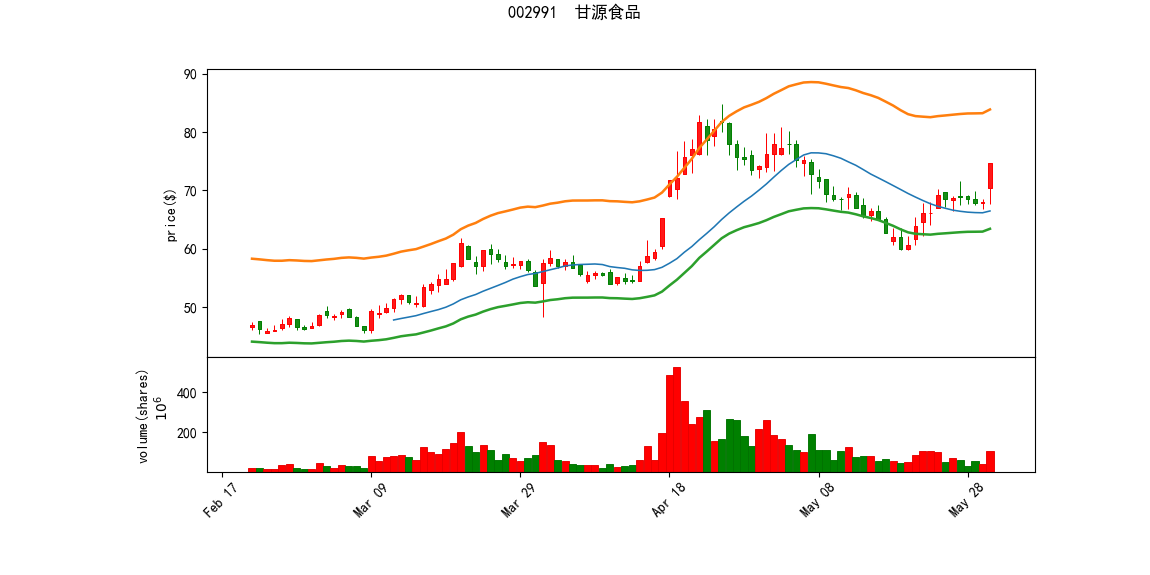 002991 甘源食品
90
80
70
60
50
price($)
400
200
volume(shares)
10^6
Feb 17
Mar 09
Mar 29
Apr 18
May 08
May 28